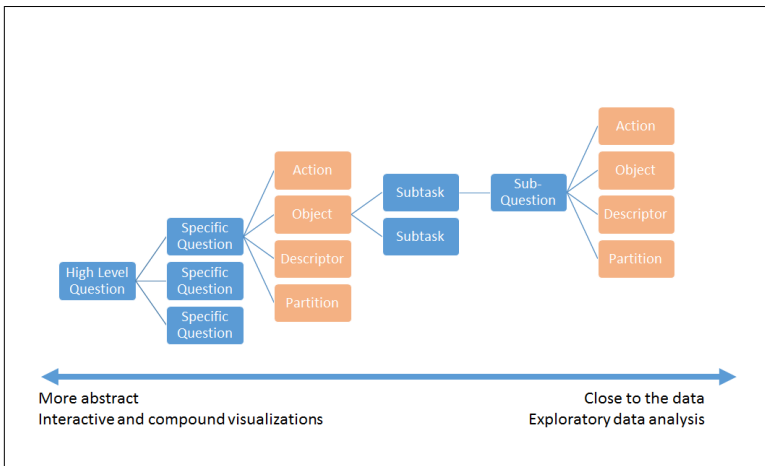 High Level
Question
Specific
Question
Specific
Question
Specific
Question
Action
Object
Descriptor
Partition
Subtask
Subtask
Sub-
Question
Action
Object
Descriptor
Partition
More abstract
Interactive and compound visualizations
Close to the data
Exploratory data analysis